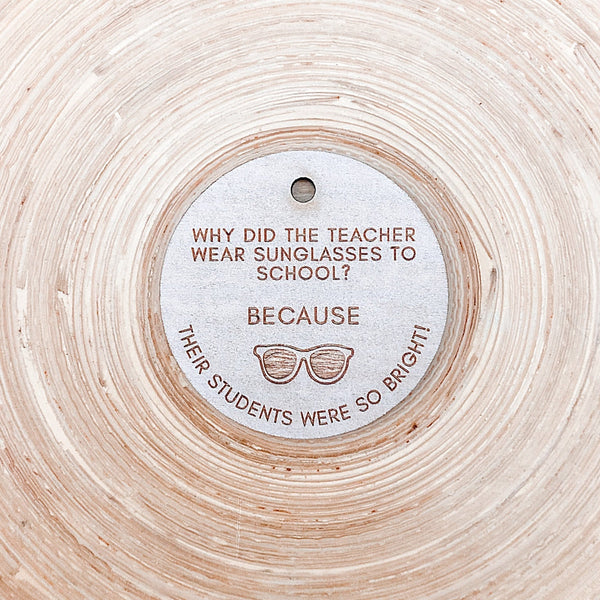 WHY DID THE TEACHER
WEAR SUNGLASSES TO
SCHOOL?
BECAUSE
THEIR STUDENTS WERE SO BRIGHT!